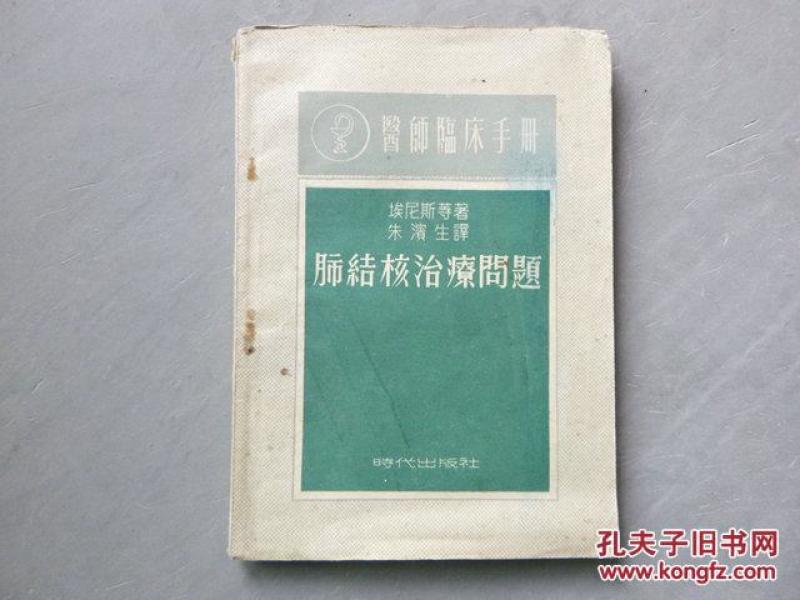 醫師臨床手冊
埃尼斯等著
朱濱生譯
肺結核治療問題
時代出版社
孔夫子旧书网
www.kongfz.com